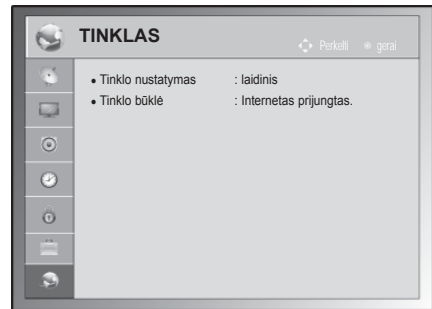 TINKLAS
Perkelti gerai
• Tinklo nustatymas : laidinis
• Tinklo būklė : Internetas prijungtas.